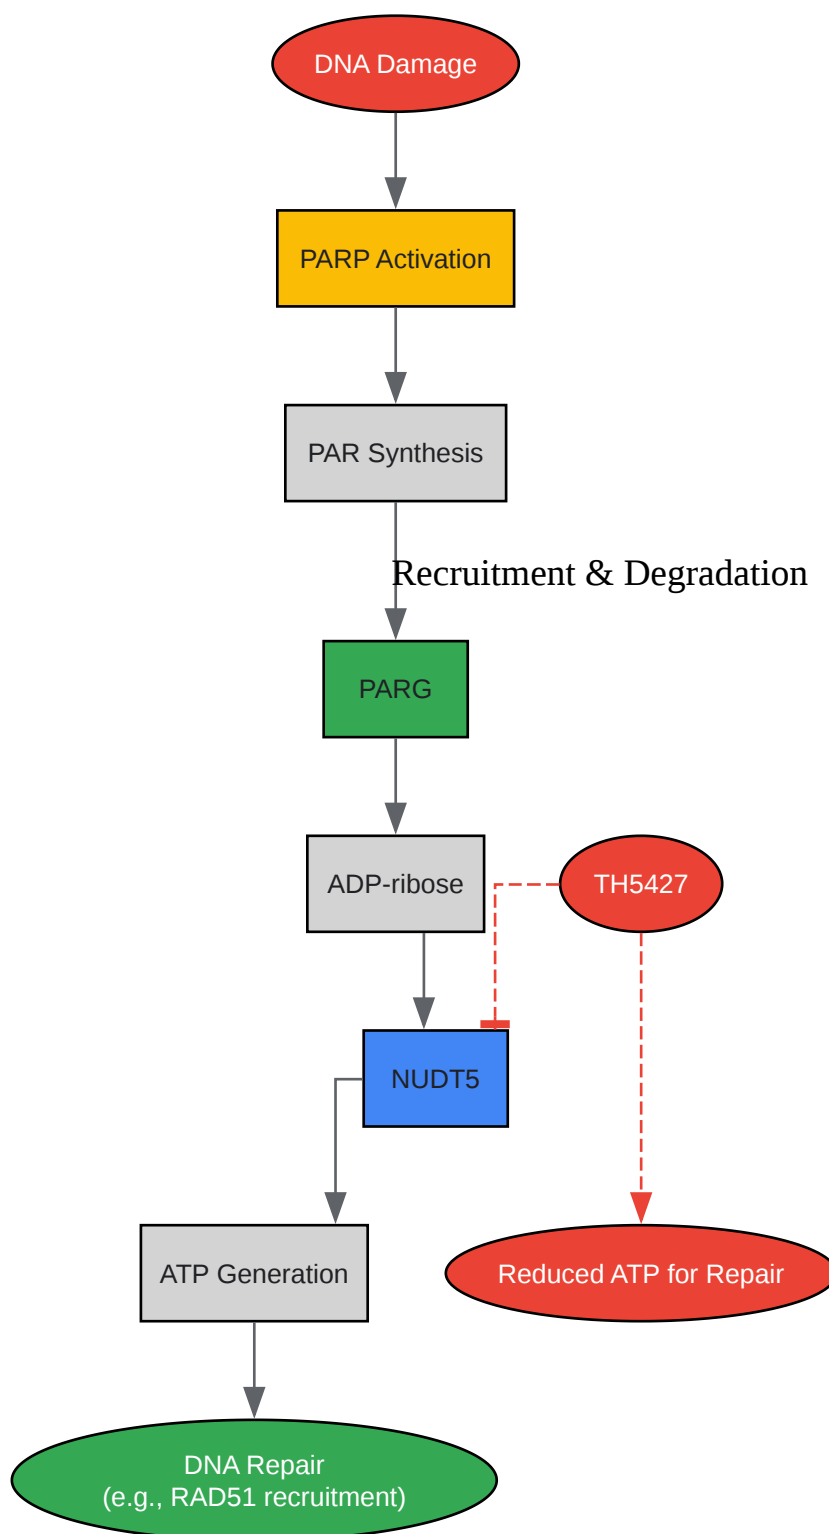 DNA Damage
PARP Activation
PAR Synthesis
Recruitment & Degradation
PARG
ADP-ribose
TH5427
NUDT5
ATP Generation
Reduced ATP for Repair
DNA Repair
(e.g., RAD51 recruitment)